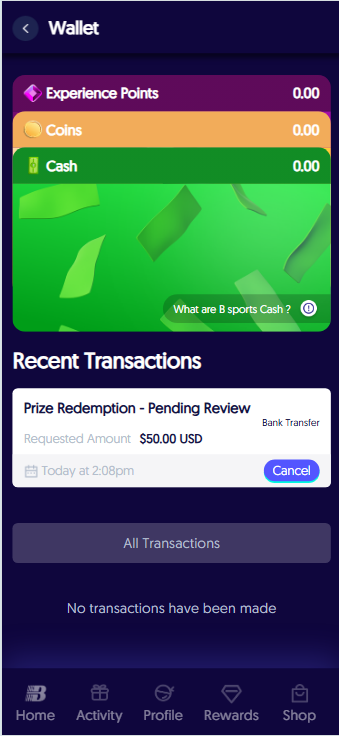 Wallet
Experience Points 0.00
Coins 0.00
Cash 0.00
What are B sports Cash ?
Recent Transactions
Prize Redemption - Pending Review
Bank Transfer
Requested Amount $50.00 USD
Today at 2:08pm Cancel
All Transactions
No transactions have been made
Home Activity Profile Rewards Shop